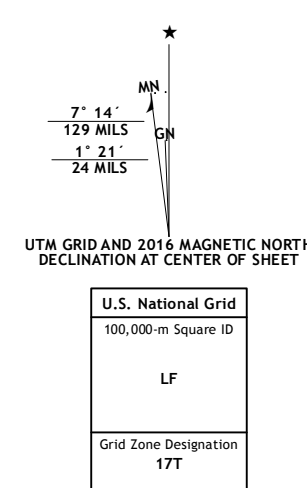 ★
MN
7° 14´
129 MILS
GN
1° 21´
24 MILS
UTM GRID AND 2016 MAGNETIC NORTH
DECLINATION AT CENTER OF SHEET
U.S. National Grid
100,000-m Square ID
LF
Grid Zone Designation
17T